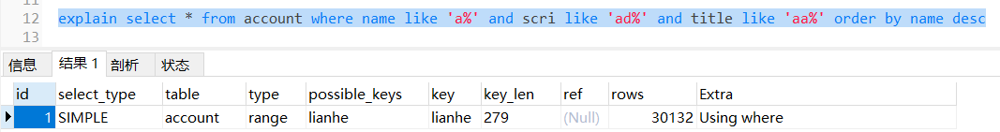 12 explain select * from account where name like 'a%' and scri like 'ad%' and title like 'aa%' order by name desc
13
信息 结果 1 剖析 状态
id select_type table type possible_keys key key_len ref rows Extra
1 SIMPLE account range lianhe lianhe 279 (Null) 30132 Using where